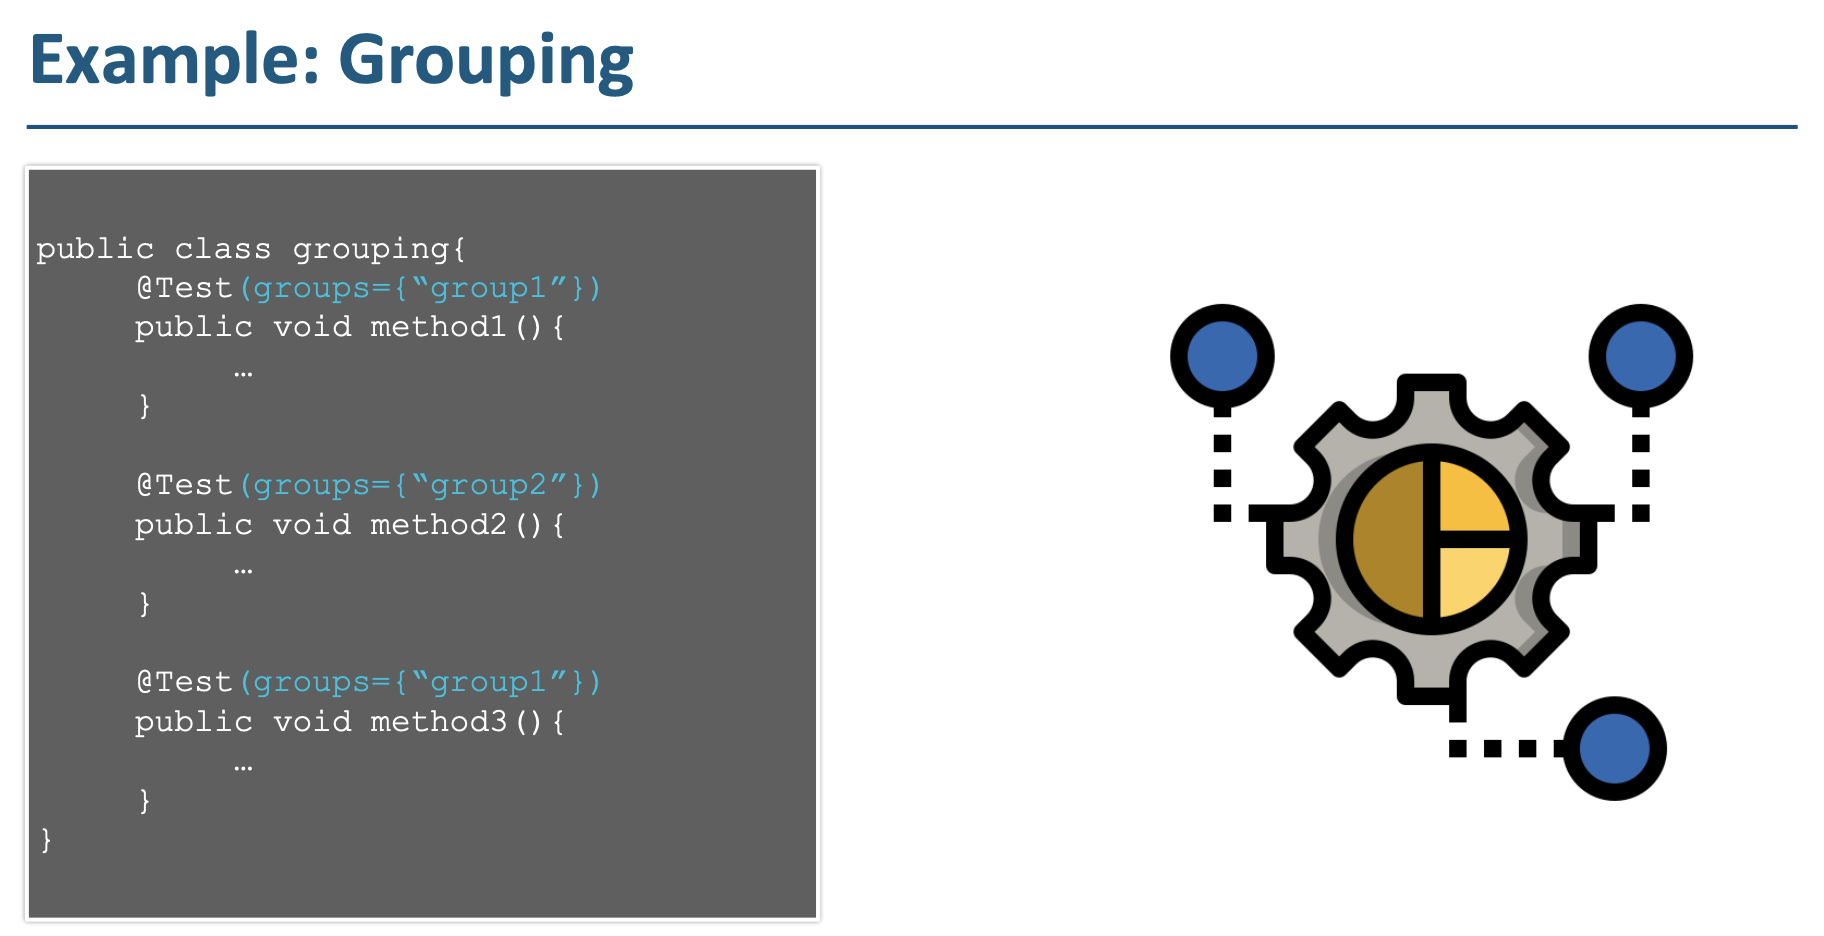 Example: Grouping
public class grouping{
@Test(groups={“group1”})
public void method1(){
…
}
@Test(groups={“group2”})
public void method2(){
…
}
@Test(groups={“group1”})
public void method3(){
…
}
}